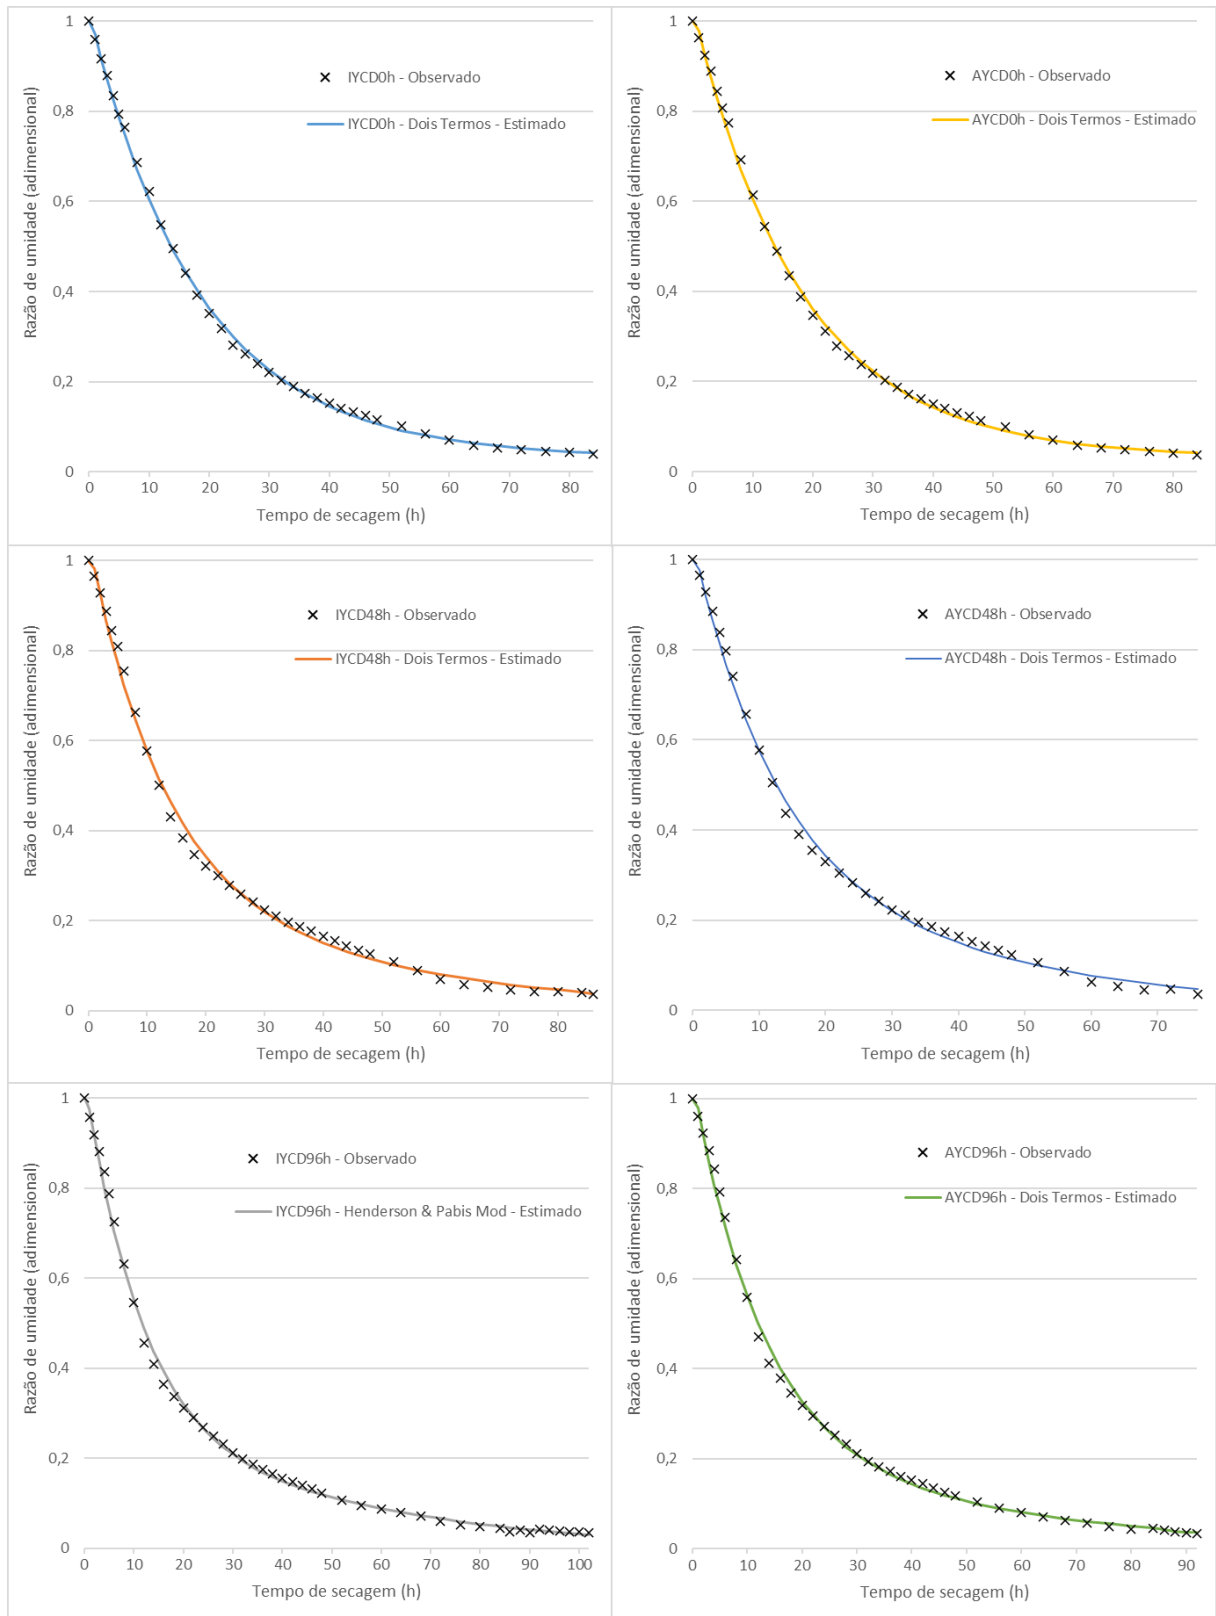 1
0,8
0,6
0,4
0,2
0
Razão de umidade (adimensional)
IYCD0h - Observado
IYCD0h - Dois Termos - Estimado
0 10 20 30 40 50 60 70 80
Tempo de secagem (h)
1
0,8
0,6
0,4
0,2
0
Razão de umidade (adimensional)
AYCD0h - Observado
AYCD0h - Dois Termos - Estimado
0 10 20 30 40 50 60 70 80
Tempo de secagem (h)
1
0,8
0,6
0,4
0,2
0
Razão de umidade (adimensional)
IYCD48h - Observado
IYCD48h - Dois Termos - Estimado
0 10 20 30 40 50 60 70 80
Tempo de secagem (h)
1
0,8
0,6
0,4
0,2
0
Razão de umidade (adimensional)
AYCD48h - Observado
AYCD48h - Dois Termos - Estimado
0 10 20 30 40 50 60 70
Tempo de secagem (h)
1
0,8
0,6
0,4
0,2
0
Razão de umidade (adimensional)
IYCD96h - Observado
IYCD96h - Henderson & Pabis Mod - Estimado
0 10 20 30 40 50 60 70 80 90 100
Tempo de secagem (h)
1
0,8
0,6
0,4
0,2
0
Razão de umidade (adimensional)
AYCD96h - Observado
AYCD96h - Dois Termos - Estimado
0 10 20 30 40 50 60 70 80 90
Tempo de secagem (h)